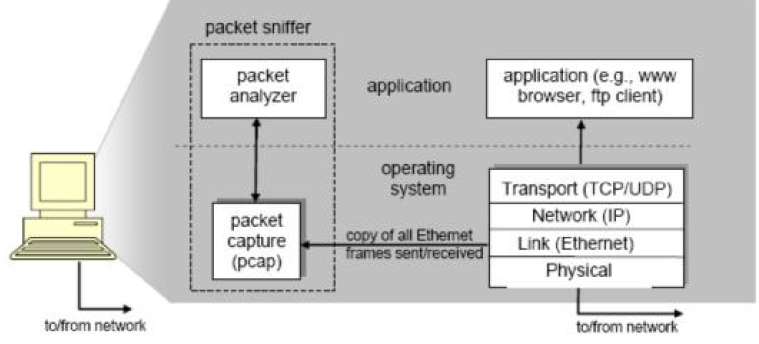 packet sniffer
packet
analyzer
application
application (e.g., www
browser, ftp client)
operating
system
packet
capture
(pcap)
copy of all Ethernet
frames sent/received
Transport (TCP/UDP)
Network (IP)
Link (Ethernet)
Physical
to/from network
to/from network